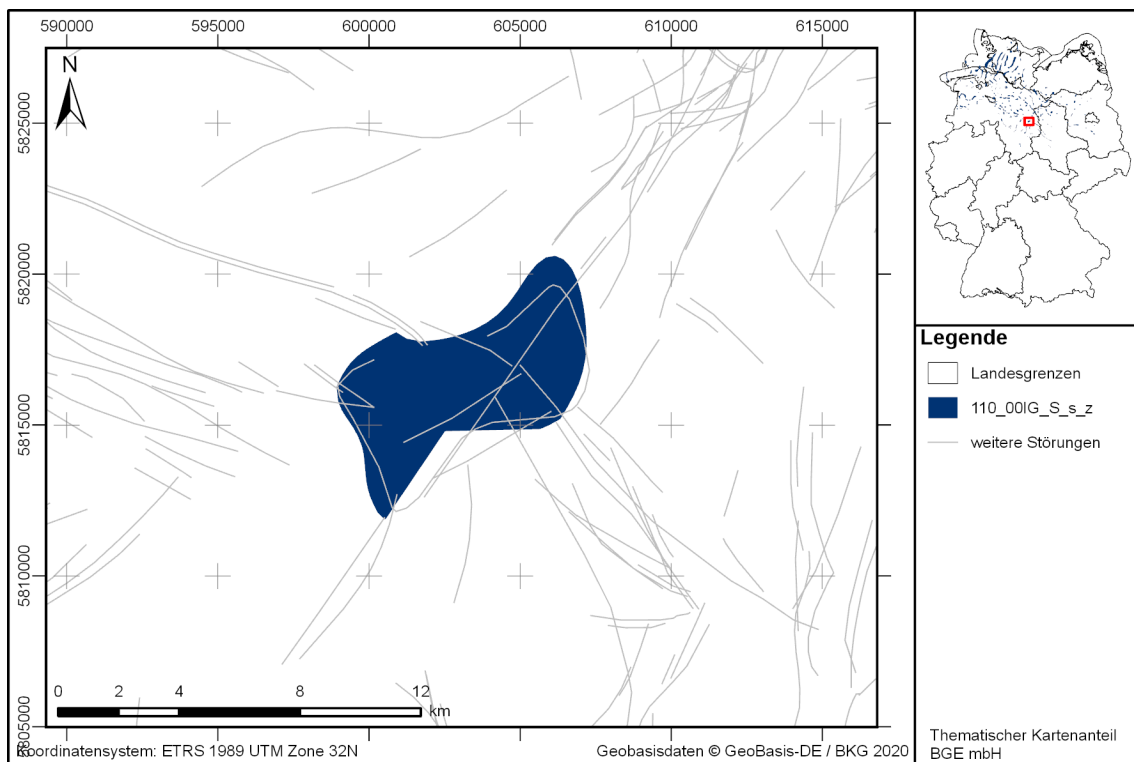 590000 595000 600000 605000 610000 615000
N
5825000
5820000
5815000
5810000
5805000
0 2 4 8 12
km
Koordinatensystem: ETRS 1989 UTM Zone 32N Geobasisdaten © GeoBasis-DE / BKG 2020
Legende
Landesgrenzen
110_00IG_S_s_z
weitere Störungen
Thematischer Kartenanteil
BGE mbH